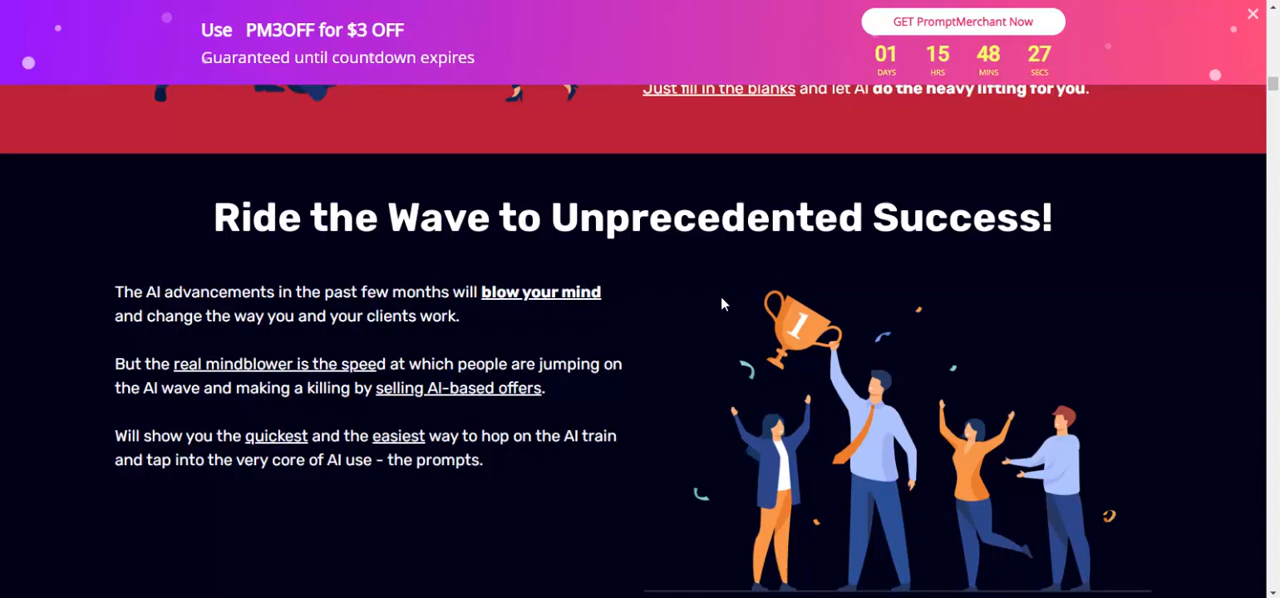 Use PM3OFF for $3 OFF
Guaranteed until countdown expires
GET PromptMerchant Now
01 15 48 27
DAYS HRS MINS SECS
Just fill in the blanks and let AI do the heavy lifting for you.
Ride the Wave to Unprecedented Success!
The AI advancements in the past few months will blow your mind
and change the way you and your clients work.
But the real mindblower is the speed at which people are jumping on
the AI wave and making a killing by selling AI-based offers.
Will show you the quickest and the easiest way to hop on the AI train
and tap into the very core of AI use - the prompts.
1